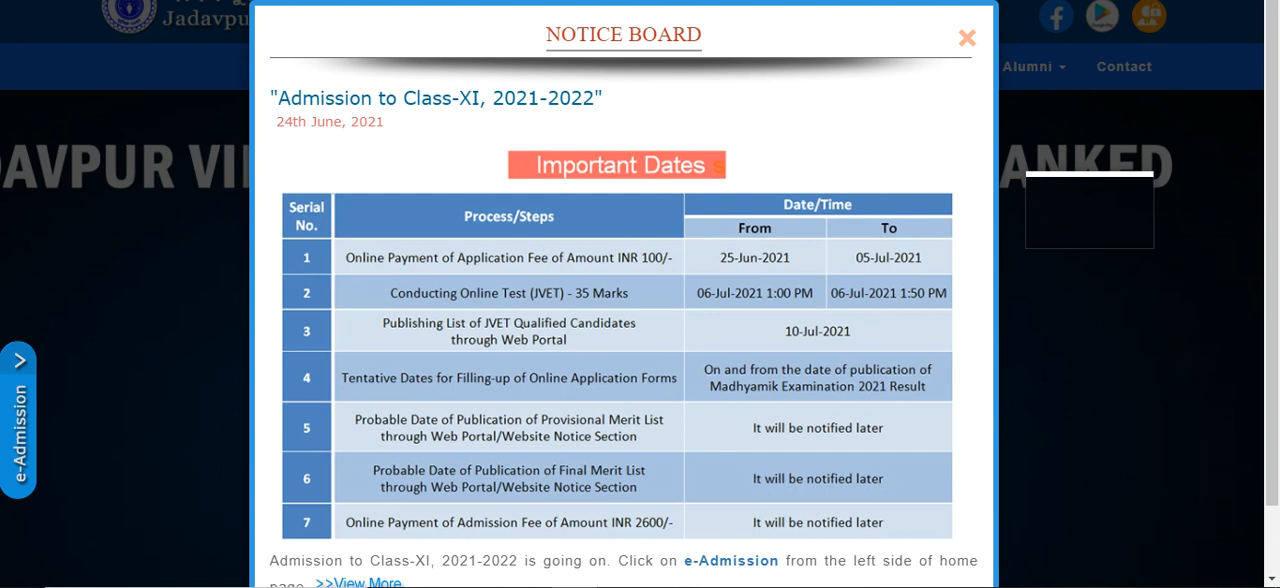 Jadavpu
NOTICE BOARD
Alumni
Contact
"Admission to Class-XI, 2021-2022"
24th June, 2021
DAVPUR VI
ANKED
Important Dates s
Serial No. Process/Steps Date/Time
From To
1 Online Payment of Application Fee of Amount INR 100/- 25-Jun-2021 05-Jul-2021
2 Conducting Online Test (JVET) - 35 Marks 06-Jul-2021 1:00 PM 06-Jul-2021 1:50 PM
3 Publishing List of JVET Qualified Candidates
through Web Portal 10-Jul-2021
4 Tentative Dates for Filling-up of Online Application Forms On and from the date of publication of
Madhyamik Examination 2021 Result
5 Probable Date of Publication of Provisional Merit List
through Web Portal/Website Notice Section It will be notified later
6 Probable Date of Publication of Final Merit List
through Web Portal/Website Notice Section It will be notified later
7 Online Payment of Admission Fee of Amount INR 2600/- It will be notified later
e-Admission
Admission to Class-XI, 2021-2022 is going on. Click on e-Admission from the left side of home
page. >>View More